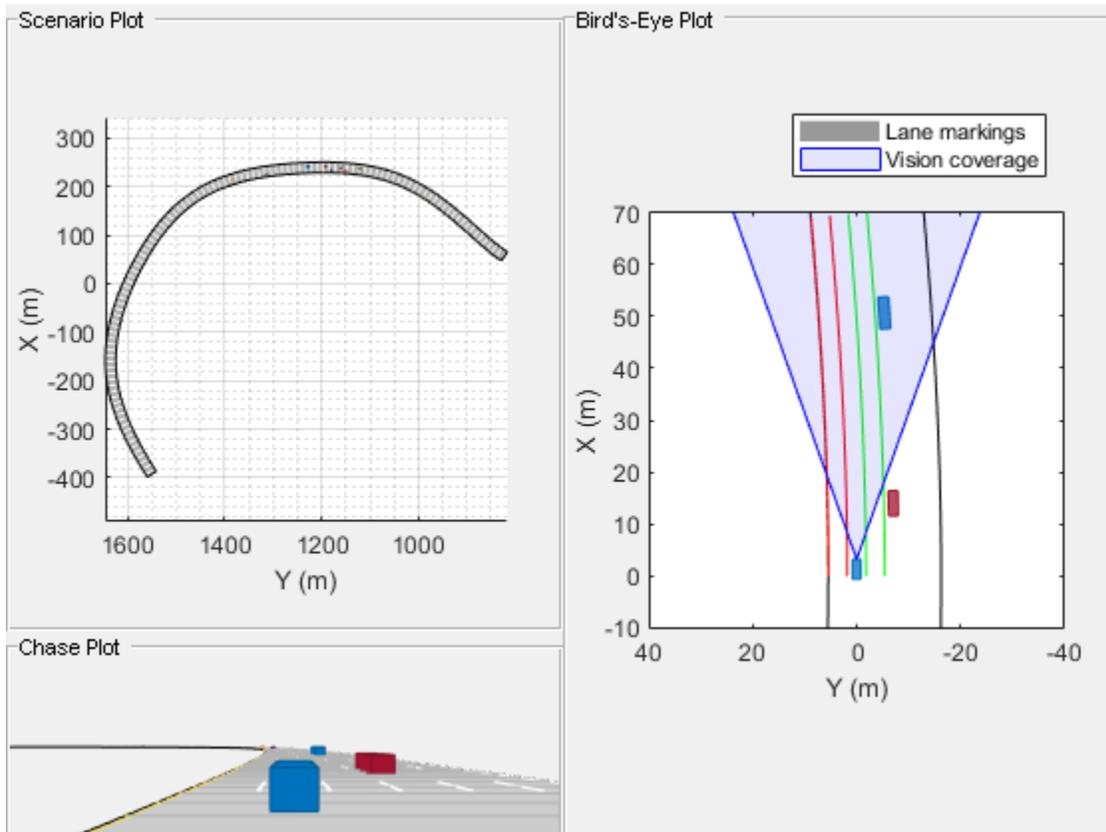 Scenario Plot
300
200
100
0
-100
-200
-300
-400
X (m)
1600 1400 1200 1000
Y (m)
Chase Plot
Bird's-Eye Plot
Lane markings
Vision coverage
70
60
50
40
30
20
10
0
-10
X (m)
40 20 0 -20 -40
Y (m)